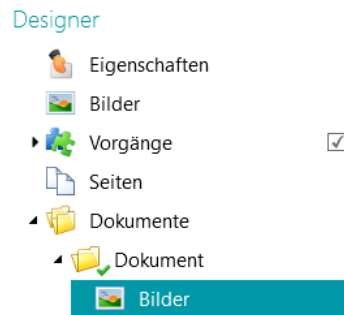 Designer
Eigenschaften
Bilder
Vorgänge
Seiten
Dokumente
Dokument
Bilder